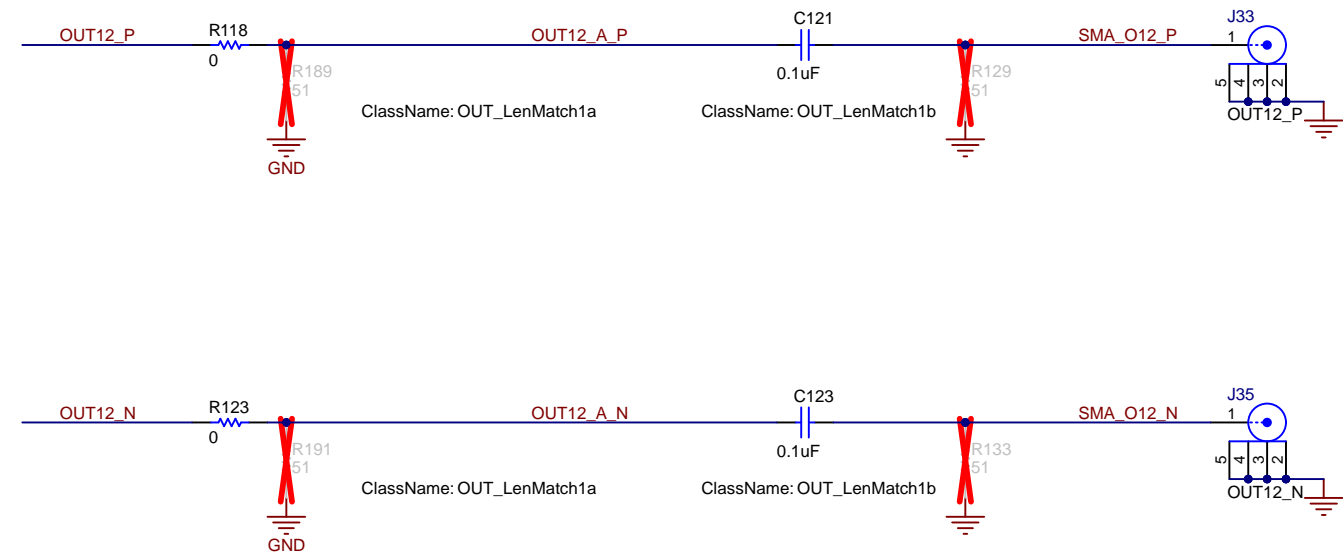 OUT12_P
R118
0
R189
51
GND
OUT12_A_P
ClassName: OUT_LenMatch1a
C121
0.1uF
ClassName: OUT_LenMatch1b
R129
51
SMA_O12_P
J33
1
5
4
3
2
OUT12_P
OUT12_N
R123
0
R191
51
GND
OUT12_A_N
ClassName: OUT_LenMatch1a
C123
0.1uF
ClassName: OUT_LenMatch1b
R133
51
SMA_O12_N
J35
1
5
4
3
2
OUT12_N